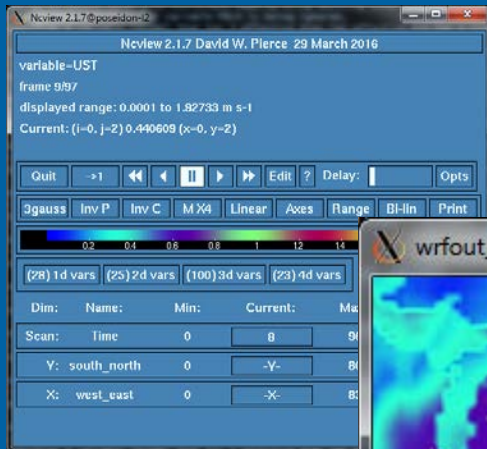 Ncview 2.1.7@poseidon-l2
Ncview 2.1.7 David W. Pierce 29 March 2016
variable=UST
frame 9/97
displayed range: 0.0001 to 1.82733 m s-1
Current: (i=0, j=2) 0.440609 (x=0, y=2)
Quit ->1 Edit ? Delay: Opts
3gauss Inv P Inv C M X4 Linear Axes Range Bi-lin Print
0.2 0.4 0.6 0.8 1 12 14
(28) 1d vars (25) 2d vars (100) 3d vars (23) 4d vars
wrfout_
Dim: Name: Min: Current: Ma
Scan: Time 0 8
Y: south_north 0 -Y-
X: west_east 0 -X-